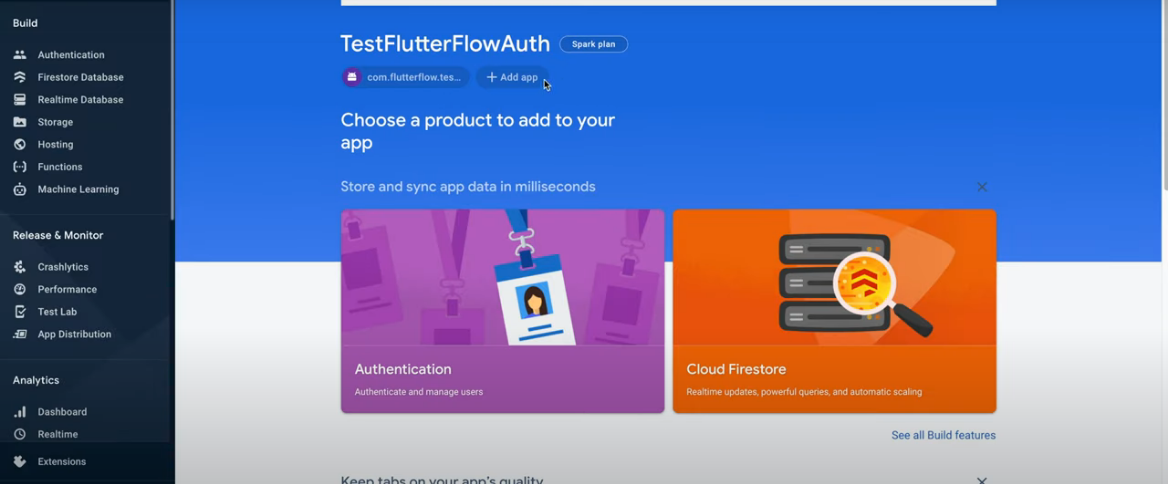 Build
Authentication
Firestore Database
Realtime Database
Storage
Hosting
Functions
Machine Learning
Release & Monitor
Crashlytics
Performance
Test Lab
App Distribution
Analytics
Dashboard
Realtime
Extensions
TestFlutterFlowAuth Spark plan
com.flutterflow.tes... + Add app
Choose a product to add to your
app
Store and sync app data in milliseconds
Authentication
Authenticate and manage users
Cloud Firestore
Realtime updates, powerful queries, and automatic scaling
See all Build features
Keep tabs on your app's quality